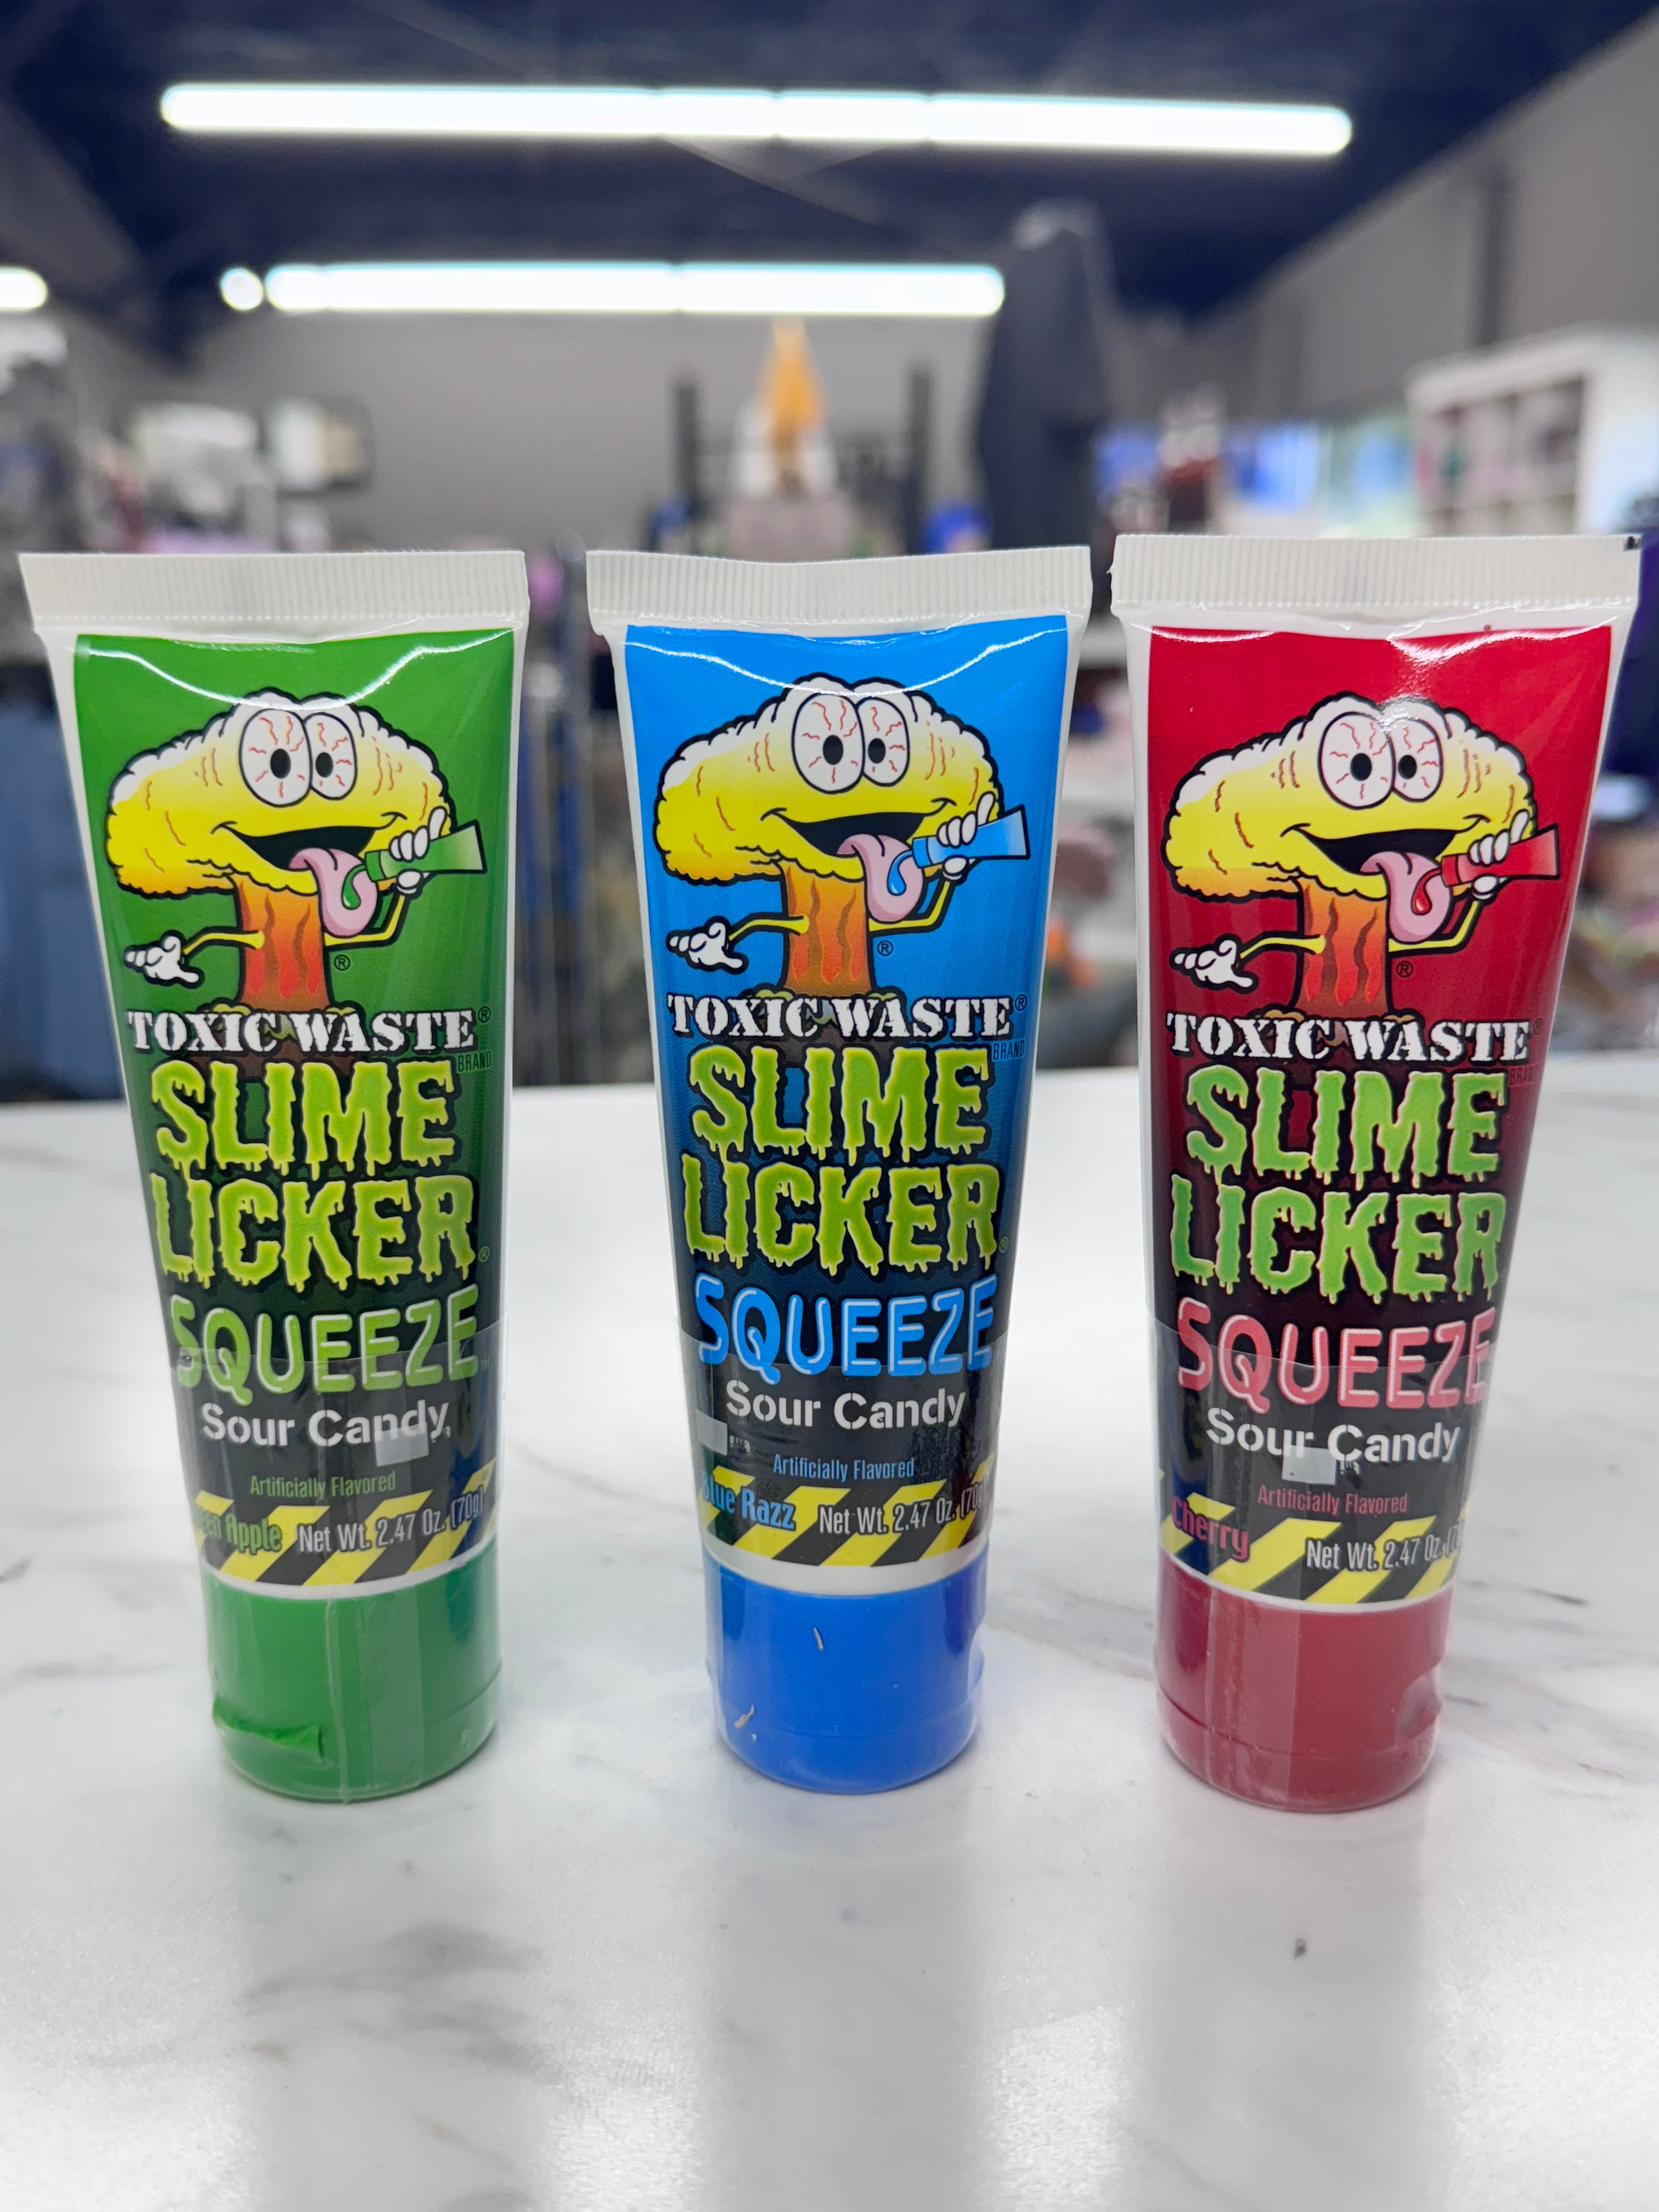 TOXIC WASTE®
BRAND
SLIME
LICKER®
SQUEEZE™
Sour Candy
Artificially Flavored
Apple Net Wt. 2.47 Oz. (70g)
®
TOXIC WASTE®
BRAND
SLIME
LICKER®
SQUEEZE
Sour Candy
Artificially Flavored
Blue Razz Net Wt. 2.47 Oz. (70g
®
TOXIC WASTE®
BRAND
SLIME
LICKER
SQUEEZE
Sour Candy
Artificially Flavored
Cherry Net Wt. 2.47 Oz.
®